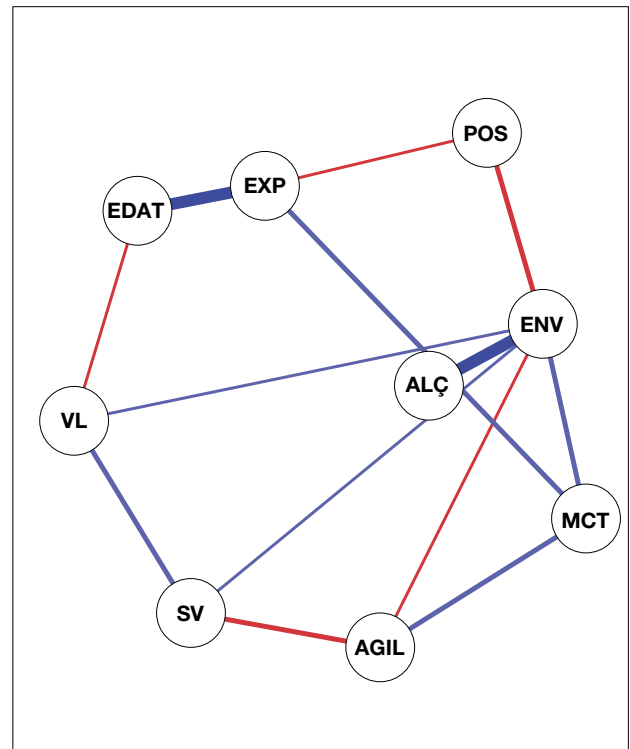 POS
EXP
EDAT
ENV
ALÇ
VL
MCT
SV
AGIL